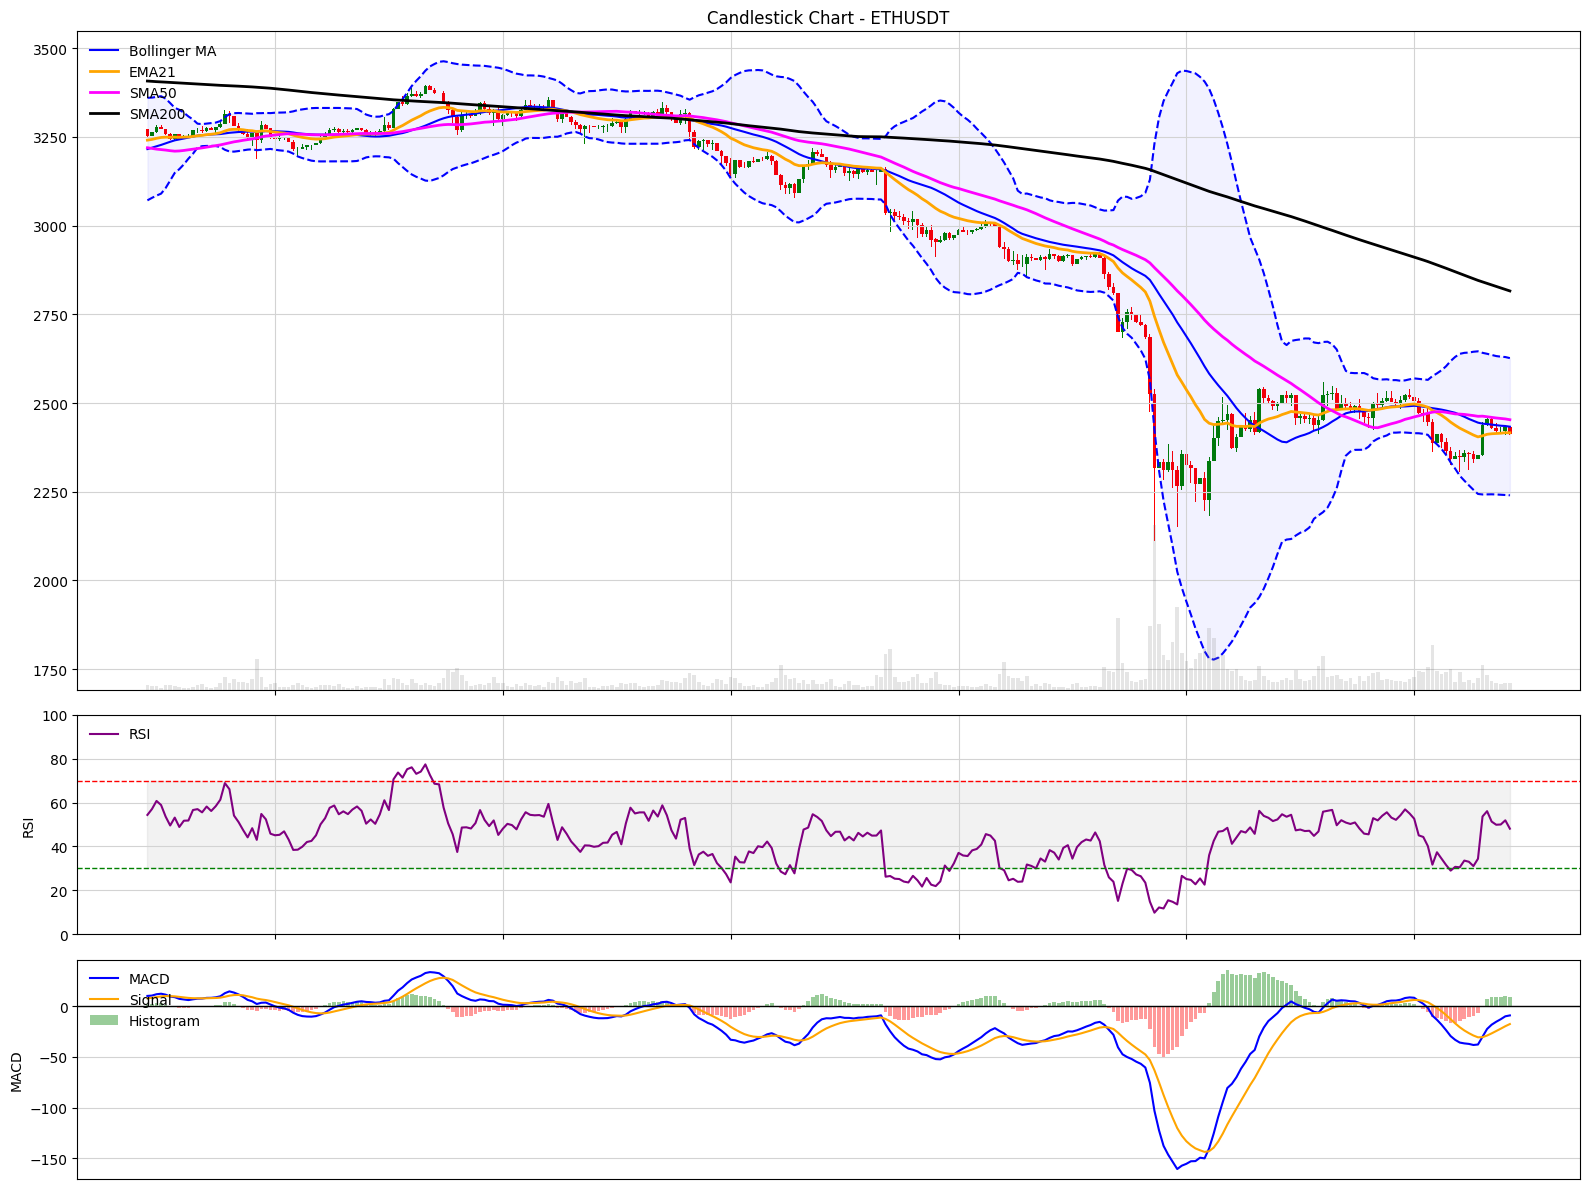 Candlestick Chart - ETHUSDT
3500
3250
3000
2750
2500
2250
2000
1750
Bollinger MA
EMA21
SMA50
SMA200
100
80
60
40
20
0
RSI
RSI
0
−50
−100
−150
MACD
MACD
Signal
Histogram